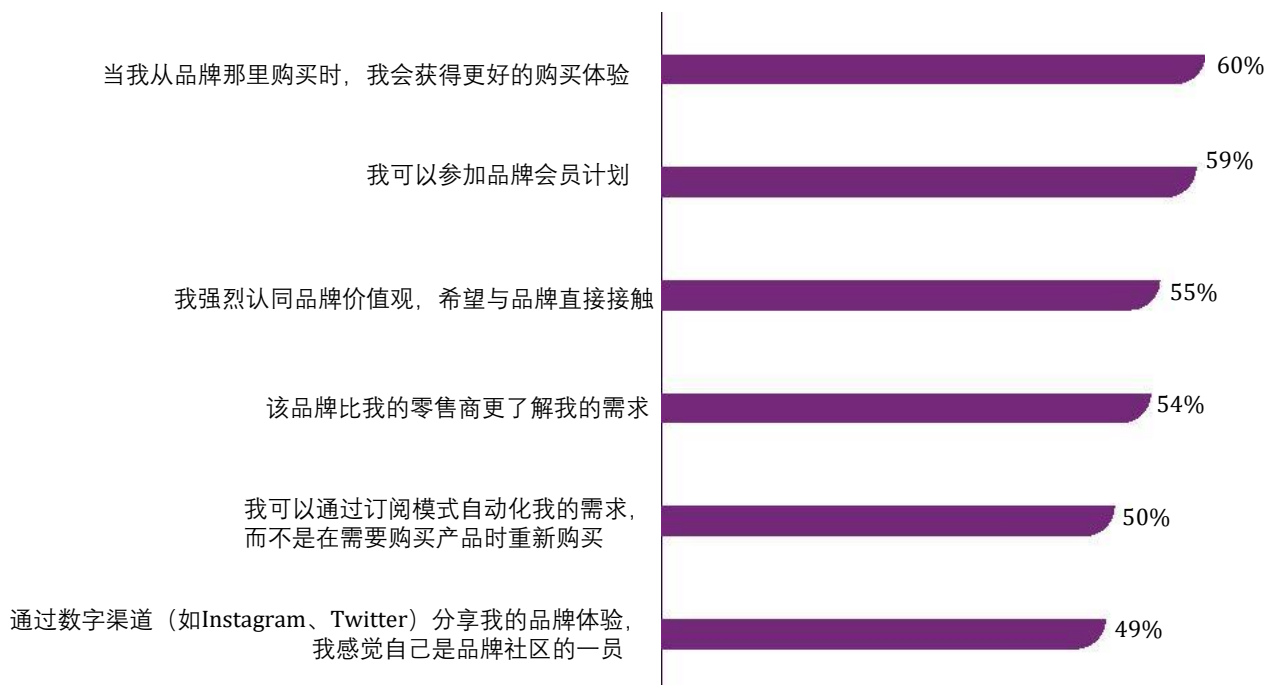 当我从品牌那里购买时，我会获得更好的购买体验
60%
我可以参加品牌会员计划
59%
我强烈认同品牌价值观，希望与品牌直接接触
55%
该品牌比我的零售商更了解我的需求
54%
我可以通过订阅模式自动化我的需求，
而不是在需要购买产品时重新购买
50%
通过数字渠道（如Instagram、Twitter）分享我的品牌体验，
我感觉自己是品牌社区的一员
49%